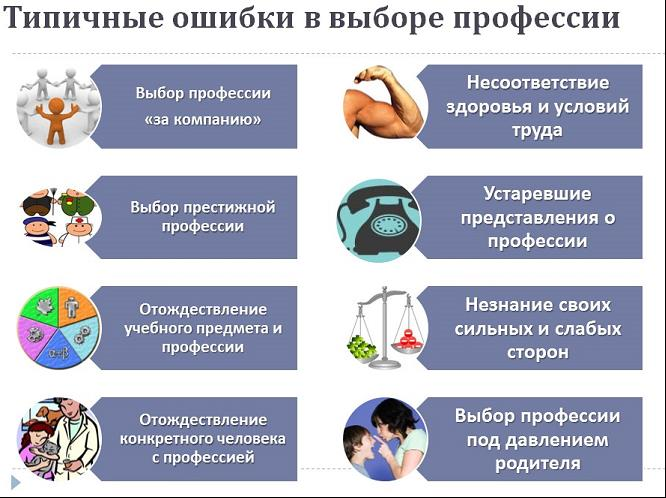 Типичные ошибки в выборе профессии
Выбор профессии
«за компанию»
Выбор престижной
профессии
Отождествление
учебного предмета и
профессии
Отождествление
конкретного человека
с профессией
Несоответствие
здоровья и условий
труда
Устаревшие
представления о
профессии
Незнание своих
сильных и слабых
сторон
Выбор профессии
под давлением
родителя